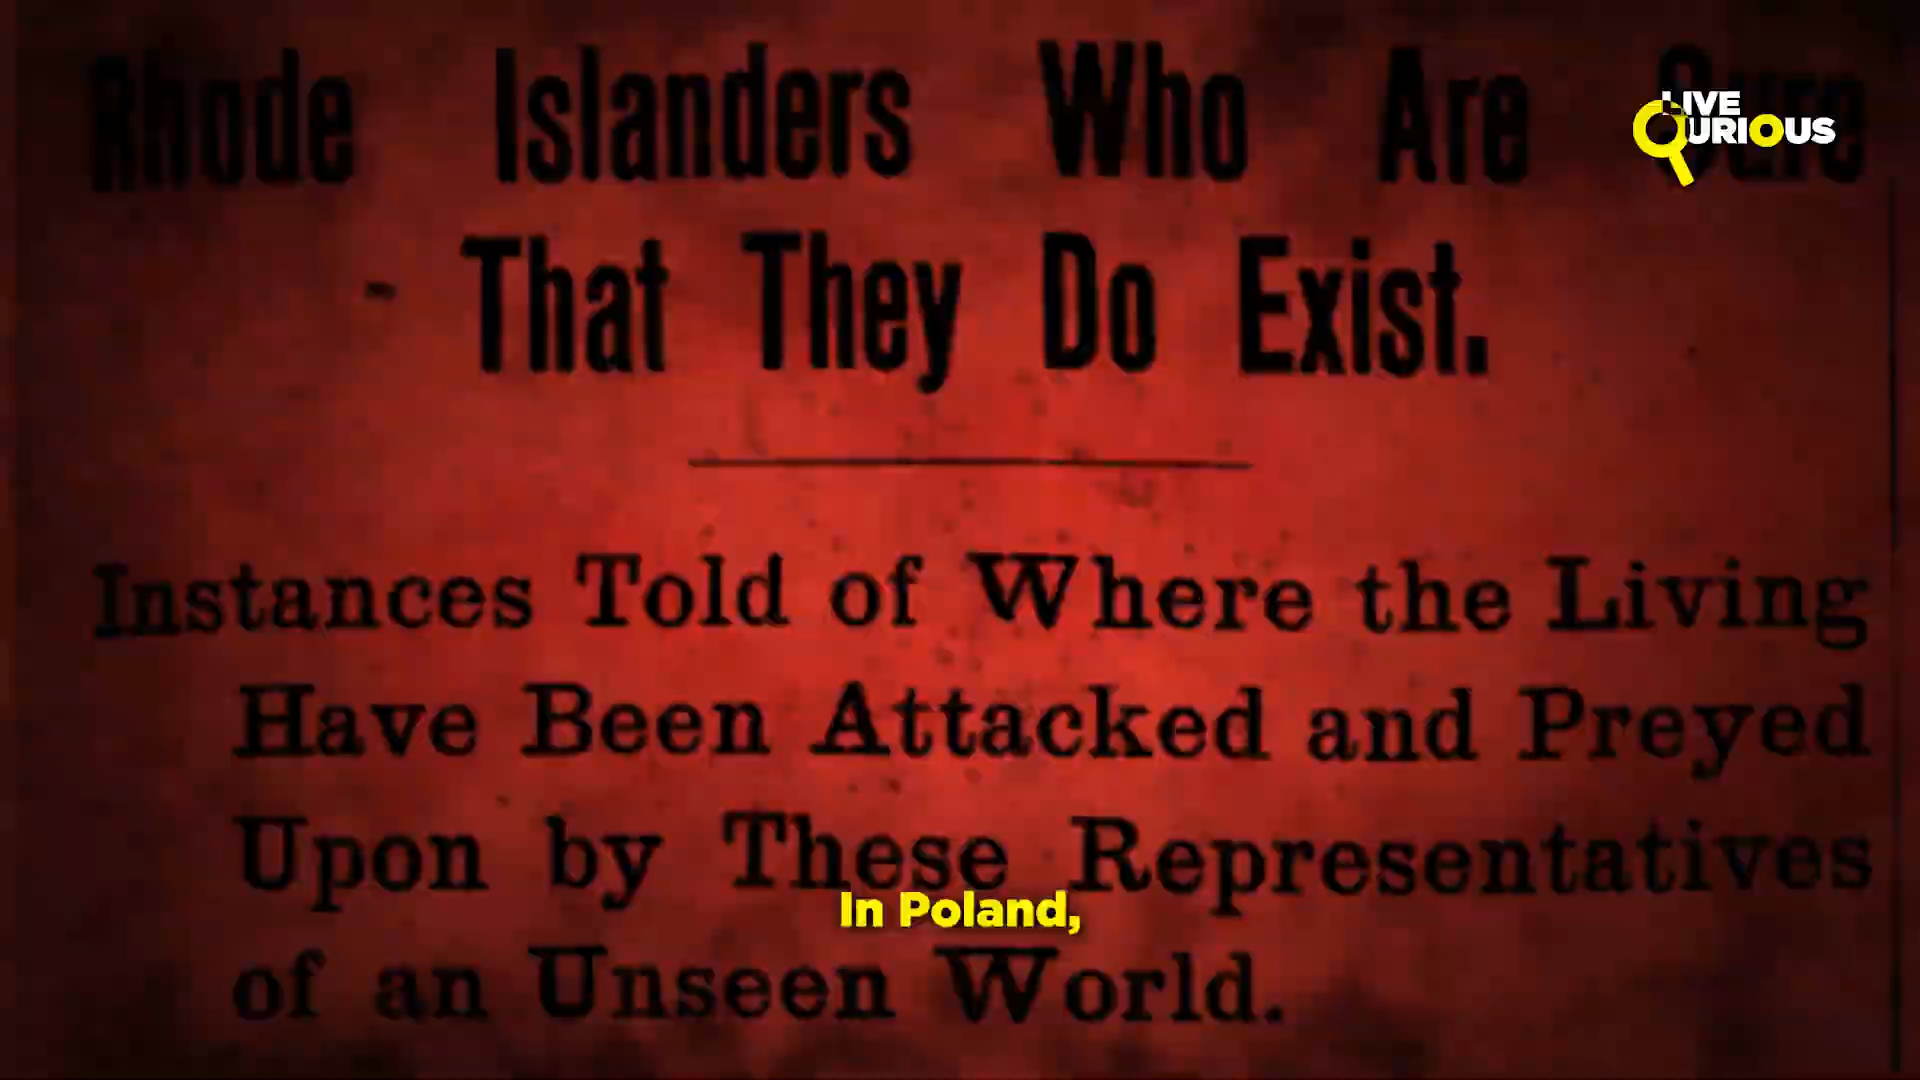 Rhode Islanders Who Are Sure
That They Do Exist.
Instances Told of Where the Living
Have Been Attacked and Preyed
Upon by These Representatives
of an Unseen World.
LIVE
QURIOUS
In Poland,